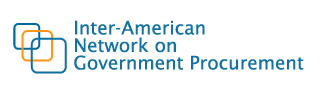 Inter-American
Network on
Government Procurement